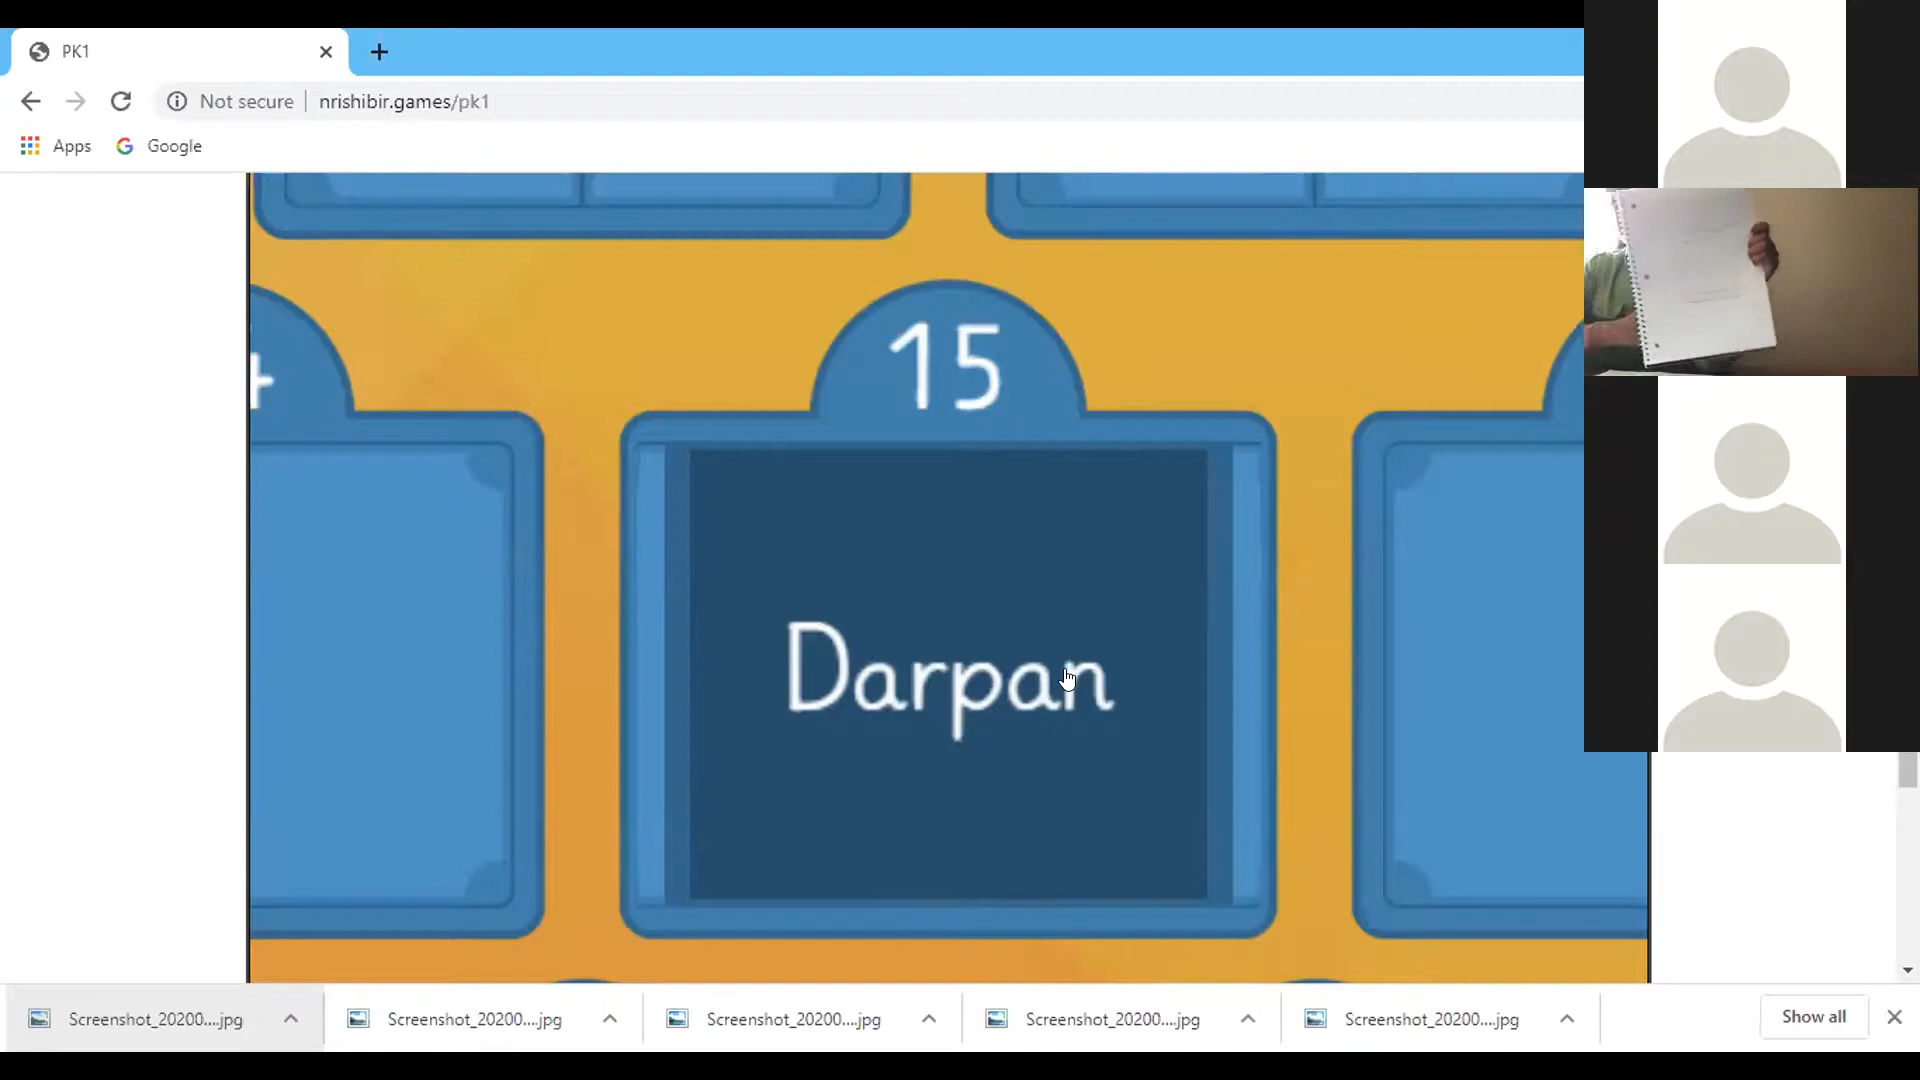 PK1
Not secure
nrishibir.games/pk1
Apps
Google
15
Darpan
Screenshot_20200....jpg
Screenshot_20200....jpg
Screenshot_20200....jpg
Screenshot_20200....jpg
Screenshot_20200....jpg
Show all